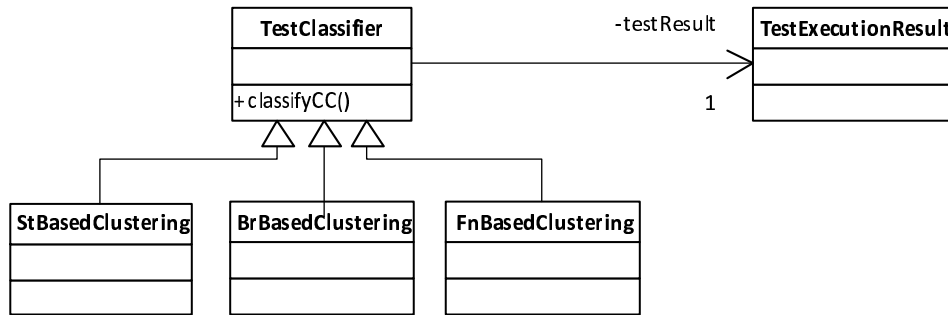 TestClassifier
-testResult
TestExecutionResult
+classifyCC()
1
StBasedClustering
BrBasedClustering
FnBasedClustering